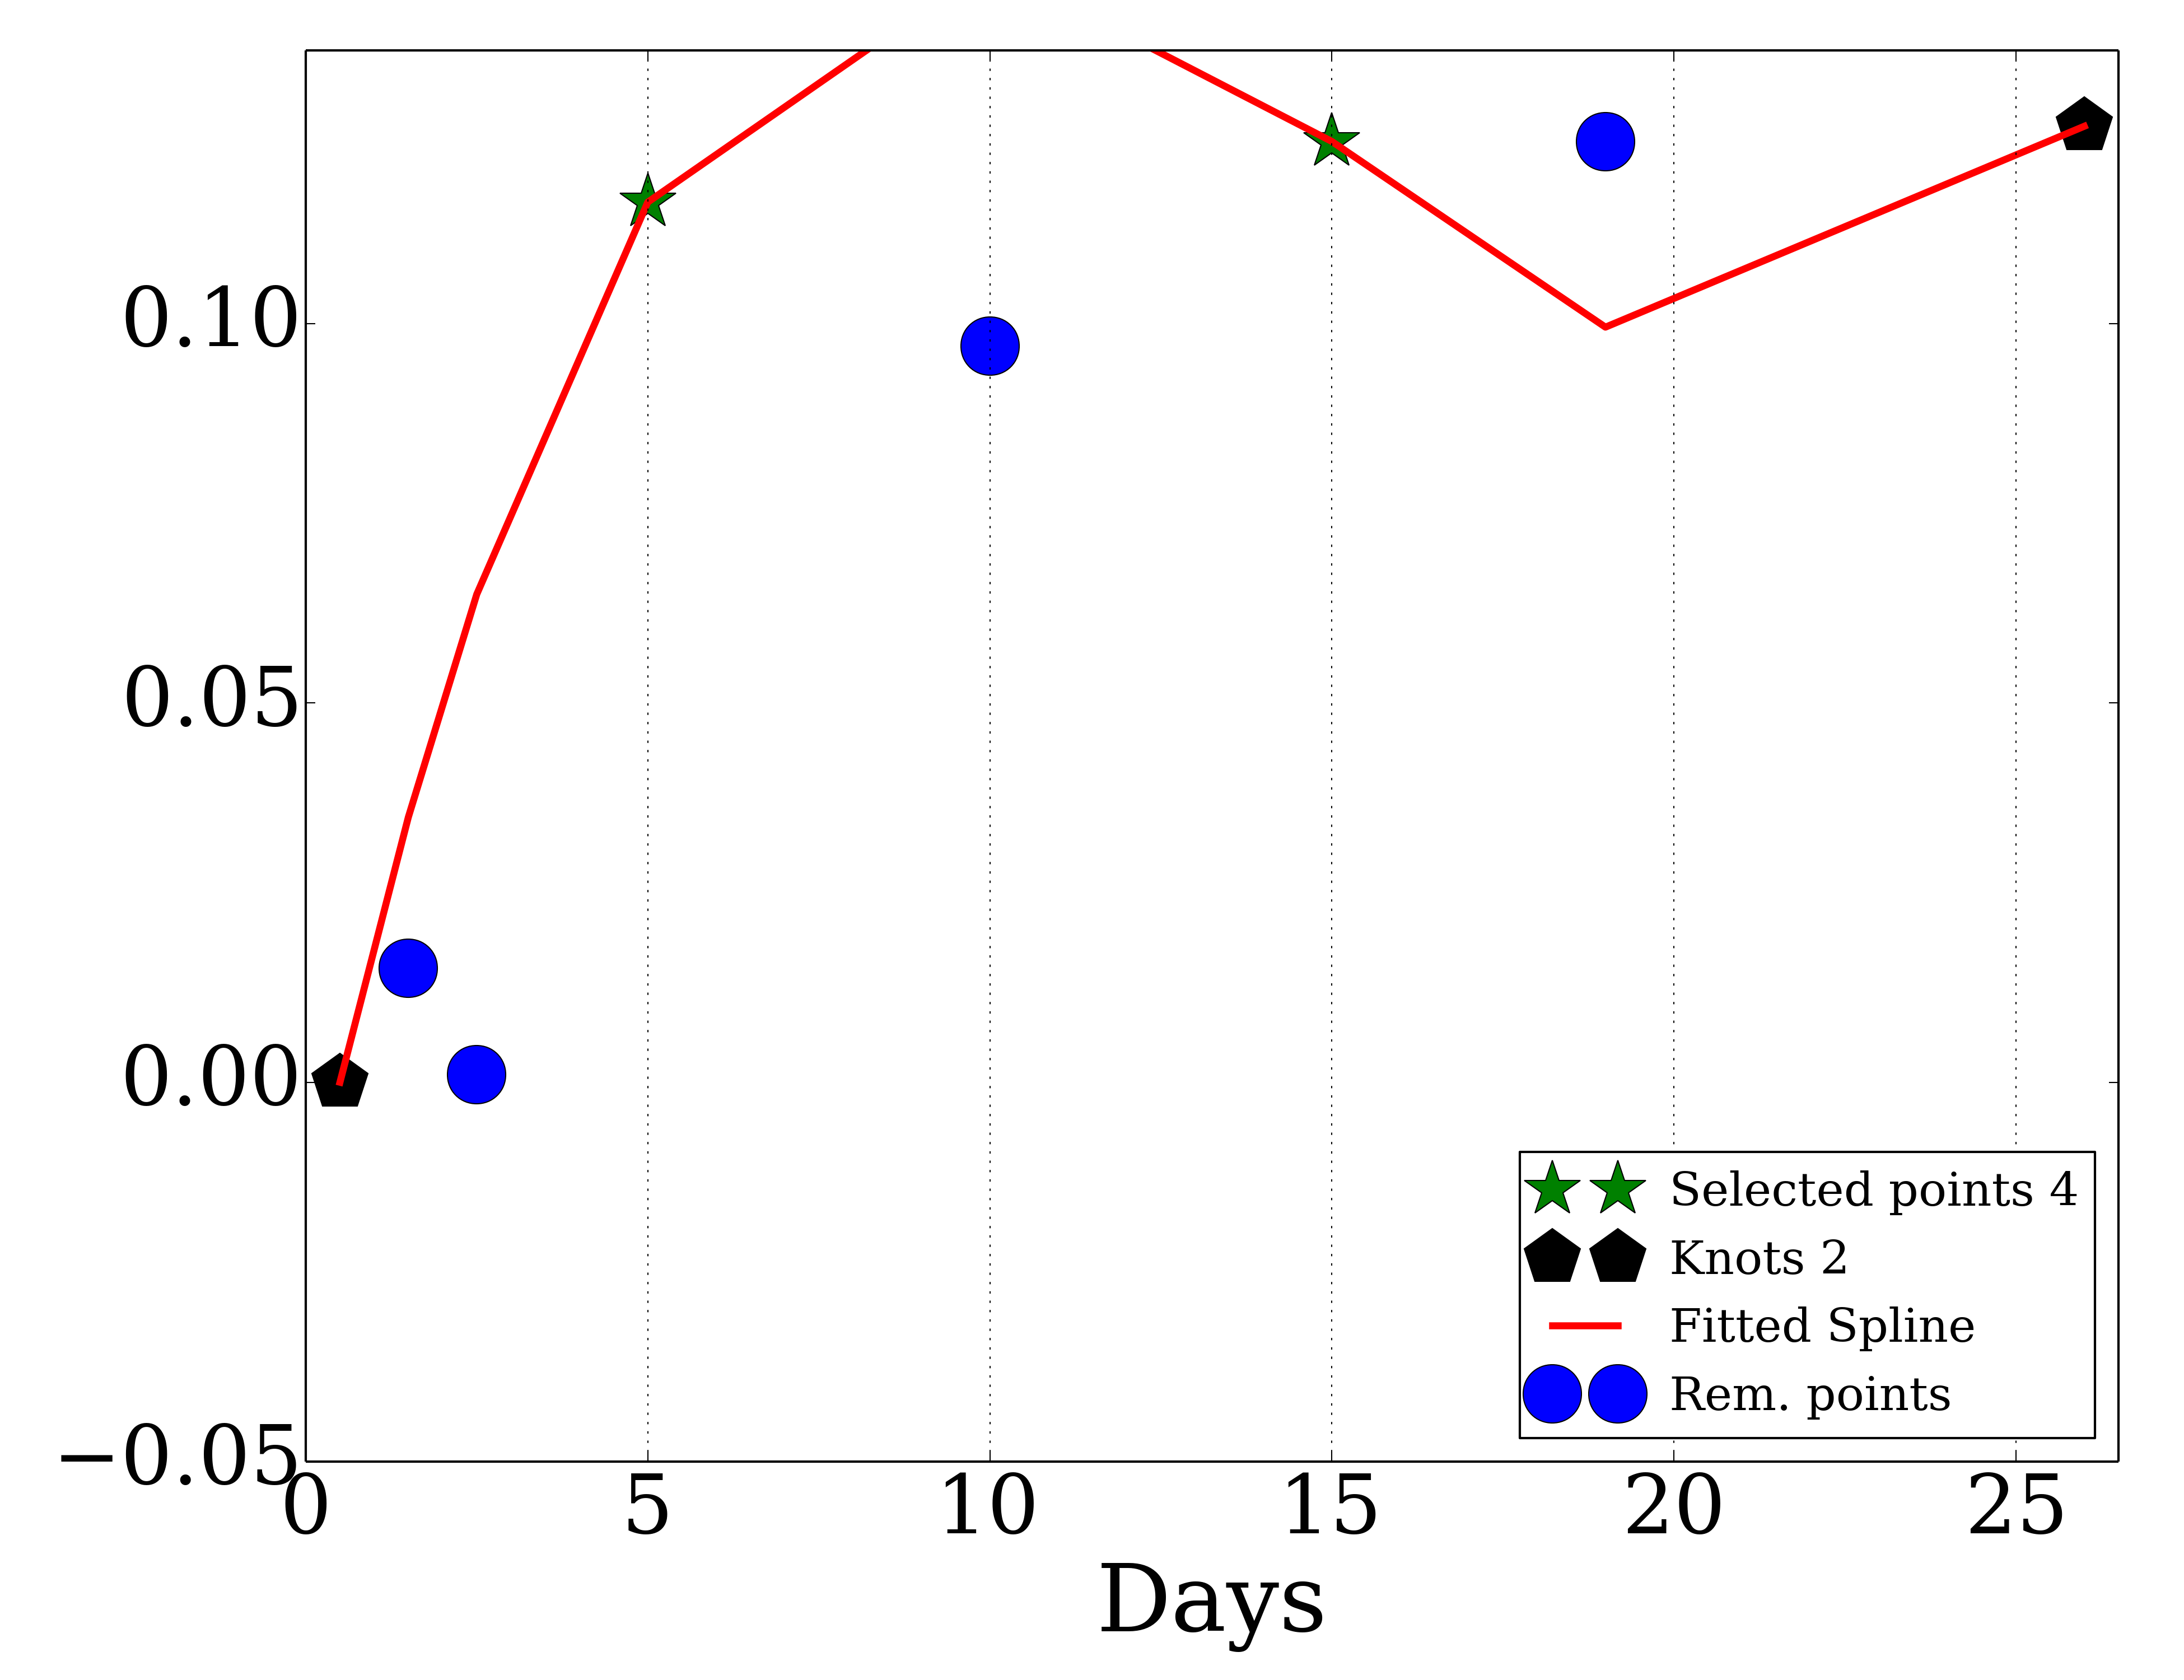 0.10
0.05
0.00
−0.05
0 5 10 15 20 25
Days
Selected points 4
Knots 2
Fitted Spline
Rem. points